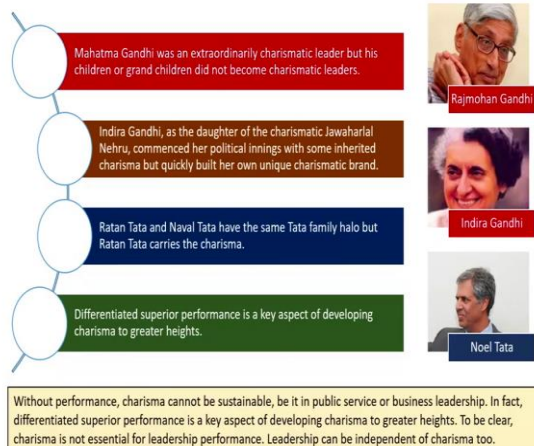 Mahatma Gandhi was an extraordinarily charismatic leader but his
children or grand children did not become charismatic leaders.
Rajmohan Gandhi
Indira Gandhi, as the daughter of the charismatic Jawaharlal
Nehru, commenced her political innings with some inherited
charisma but quickly built her own unique charismatic brand.
Indira Gandhi
Ratan Tata and Naval Tata have the same Tata family halo but
Ratan Tata carries the charisma.
Differentiated superior performance is a key aspect of developing
charisma to greater heights.
Noel Tata
Without performance, charisma cannot be sustainable, be it in public service or business leadership. In fact,
differentiated superior performance is a key aspect of developing charisma to greater heights. To be clear,
charisma is not essential for leadership performance. Leadership can be independent of charisma too.